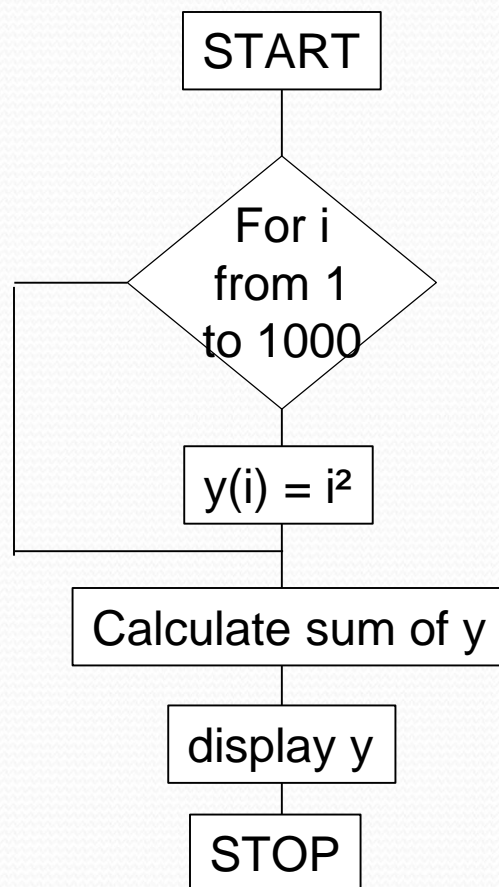 START
For i
from 1
to 1000
y(i) = i²
Calculate sum of y
display y
STOP